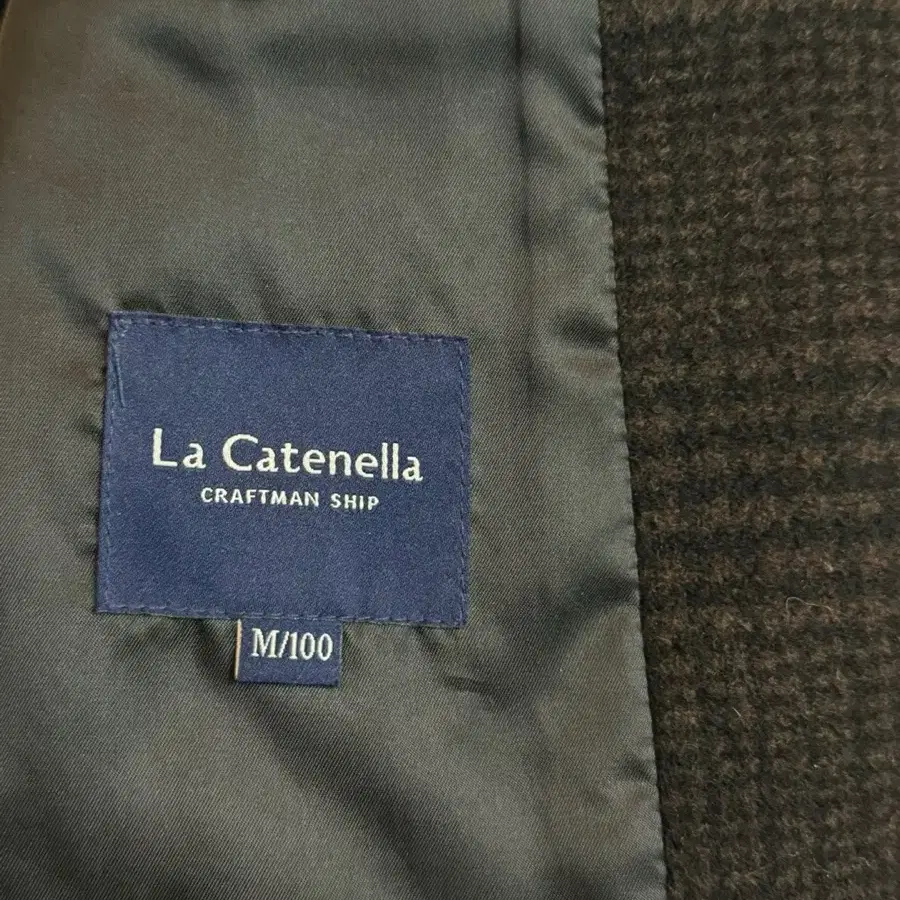 La Catenella
CRAFTMAN SHIP
M/100